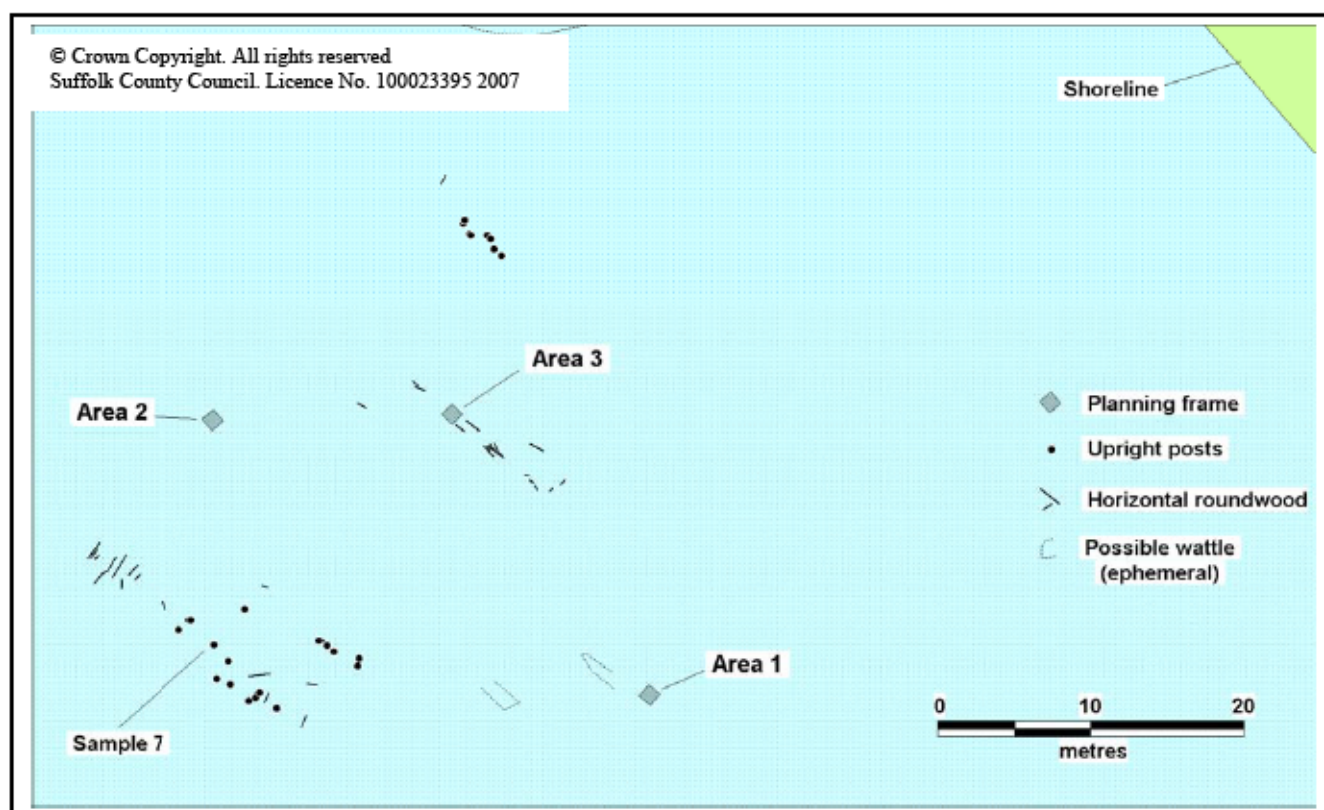 © Crown Copyright. All rights reserved
Suffolk County Council. Licence No. 100023395 2007
Shoreline
Area 3
Area 2
Planning frame
Upright posts
Horizontal roundwood
Possible wattle
(ephemeral)
Area 1
Sample 7
0 10 20
metres